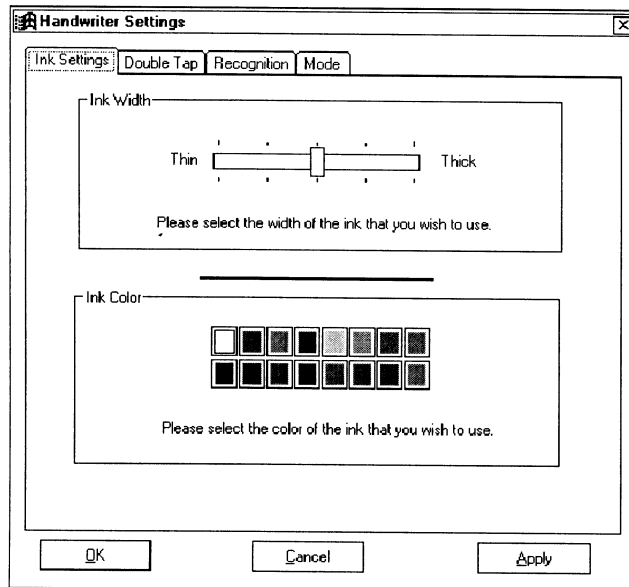 Handwriter Settings
Ink Settings Double Tap Recognition Mode
Ink Width
Thin Thick
Please select the width of the ink that you wish to use.
Ink Color
Please select the color of the ink that you wish to use.
OK Cancel Apply